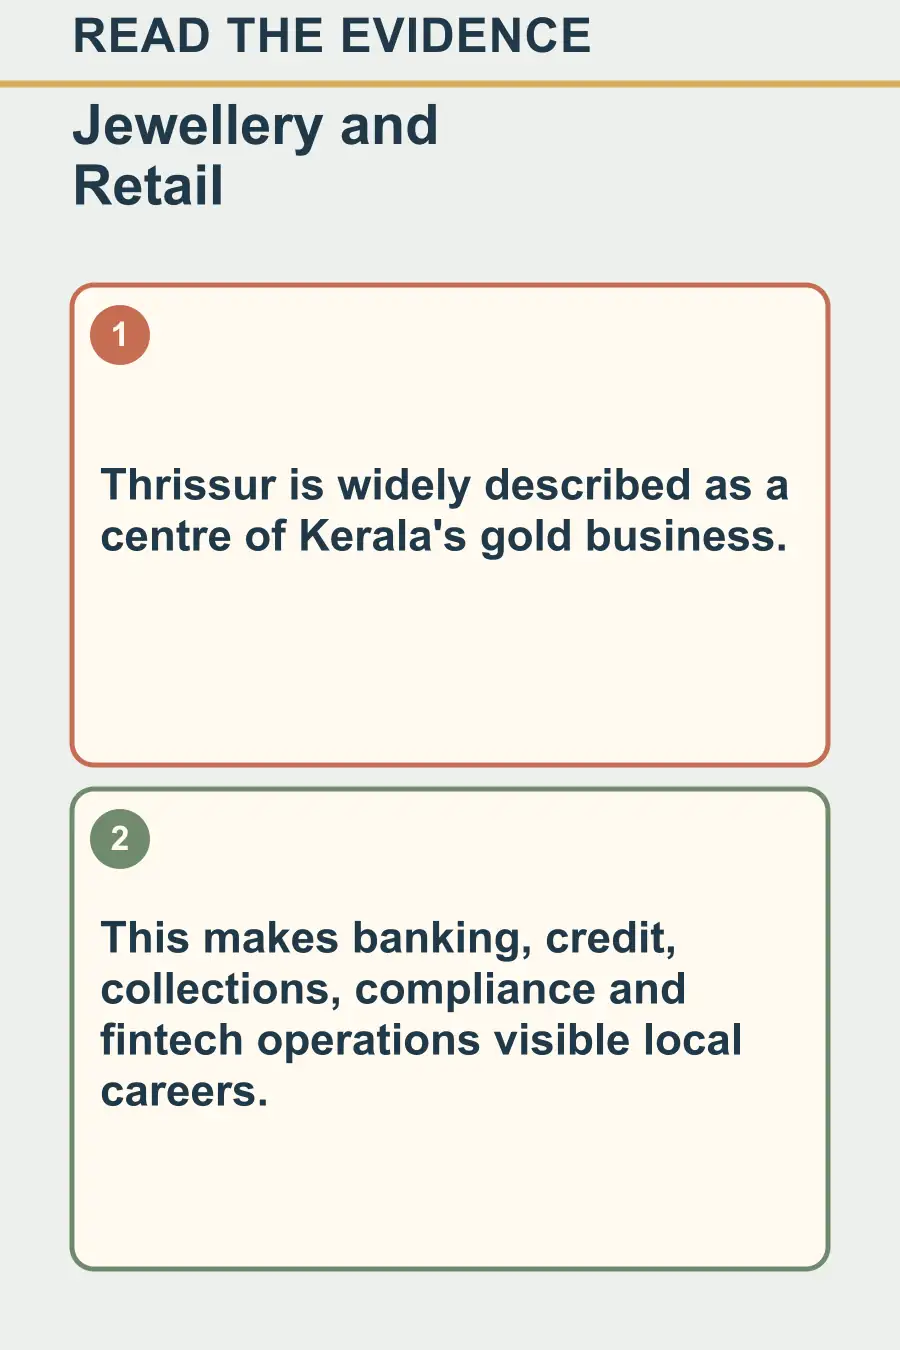 READ THE EVIDENCE
Jewellery and
Retail
1
Thrissur is widely described as a
centre of Kerala's gold business.
2
This makes banking, credit,
collections, compliance and
fintech operations visible local
careers.